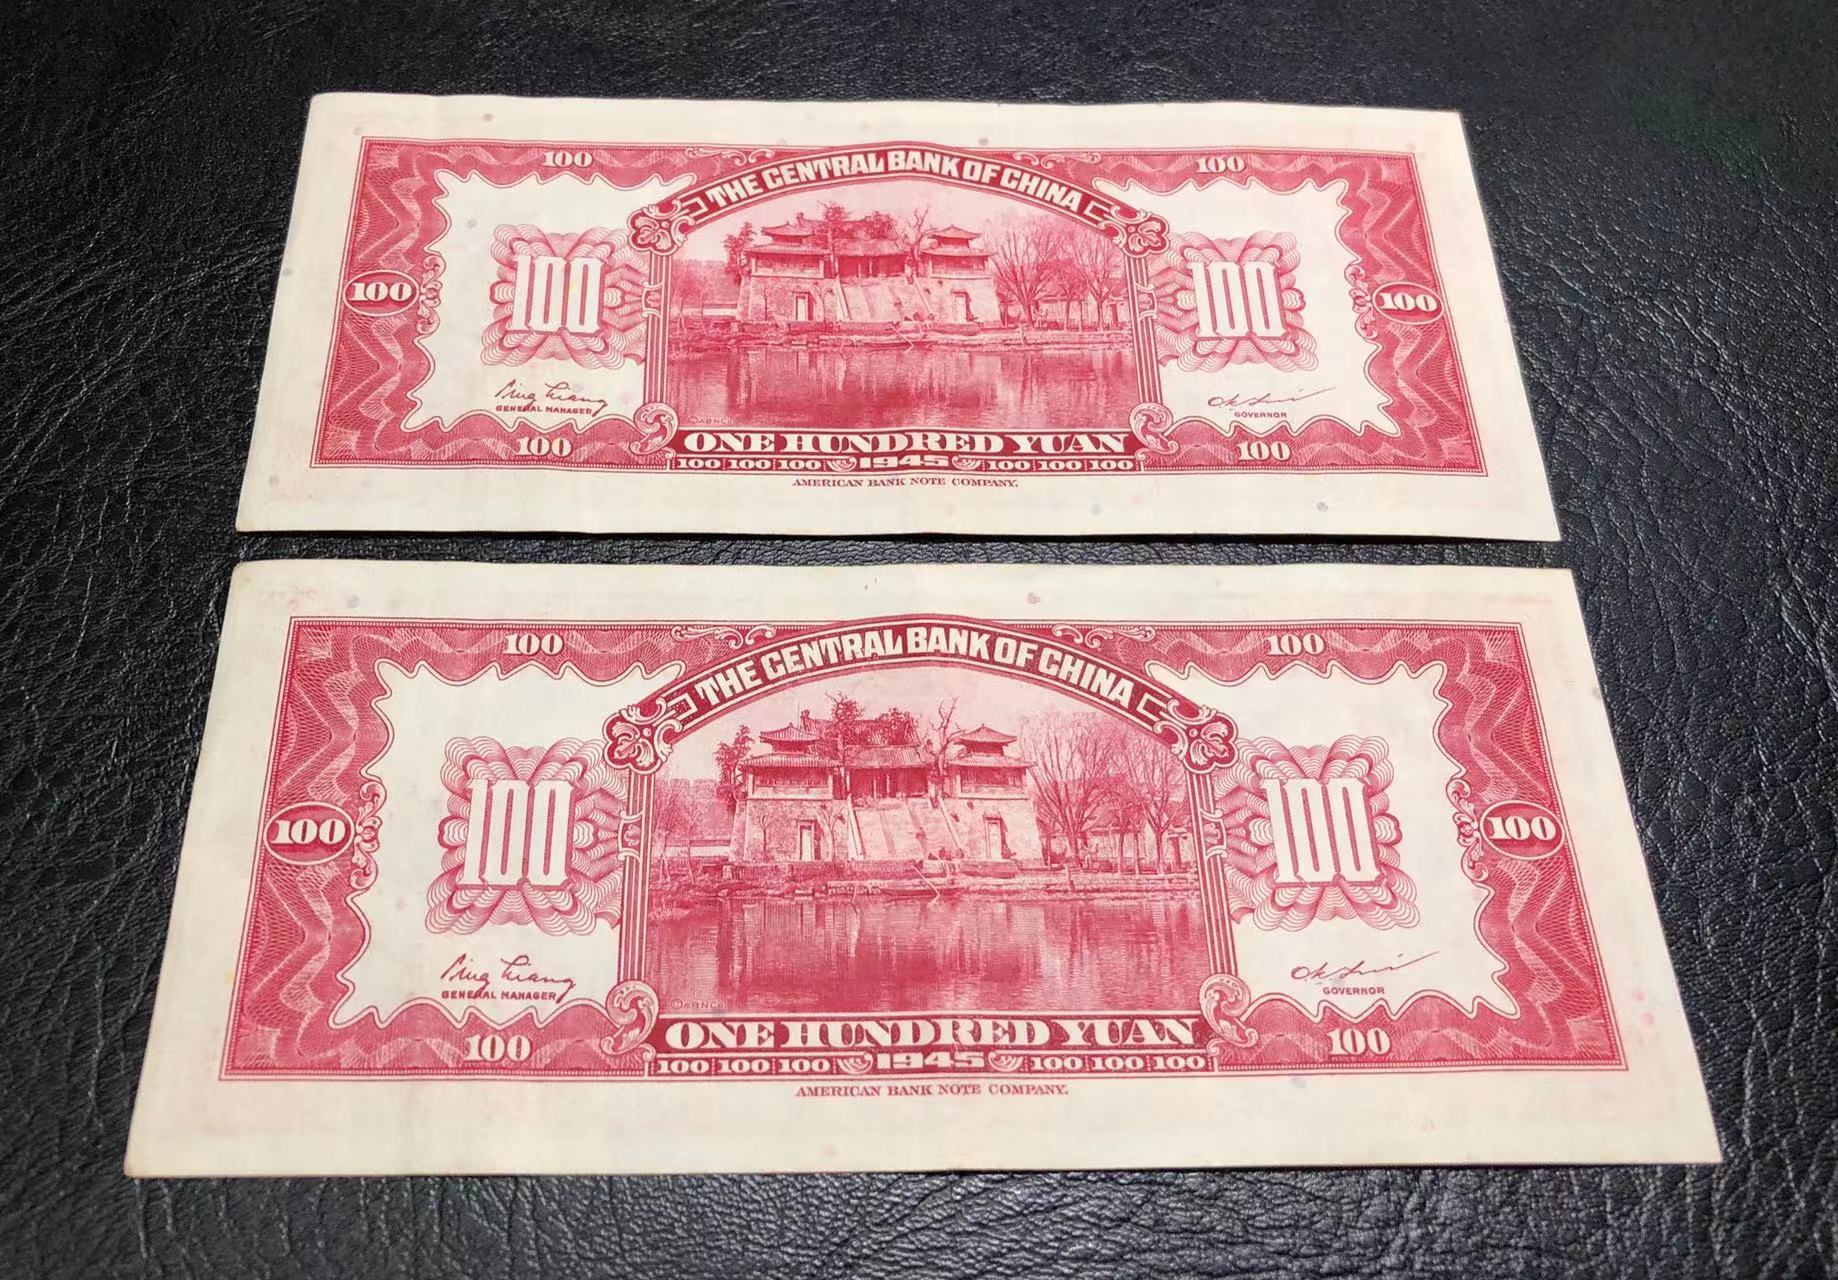 100 100
THE CENTRAL BANK OF CHINA
100 100 100 100
GENERAL MANAGER GOVERNOR
©ABNCo
ONE HUNDRED YUAN
100 100
100 100 100 1945 100 100 100
AMERICAN BANK NOTE COMPANY.
100 100
THE CENTRAL BANK OF CHINA
100 100 100 100
GENERAL MANAGER GOVERNOR
©ABNCo
ONE HUNDRED YUAN
100 100
100 100 100 1945 100 100 100
AMERICAN BANK NOTE COMPANY.